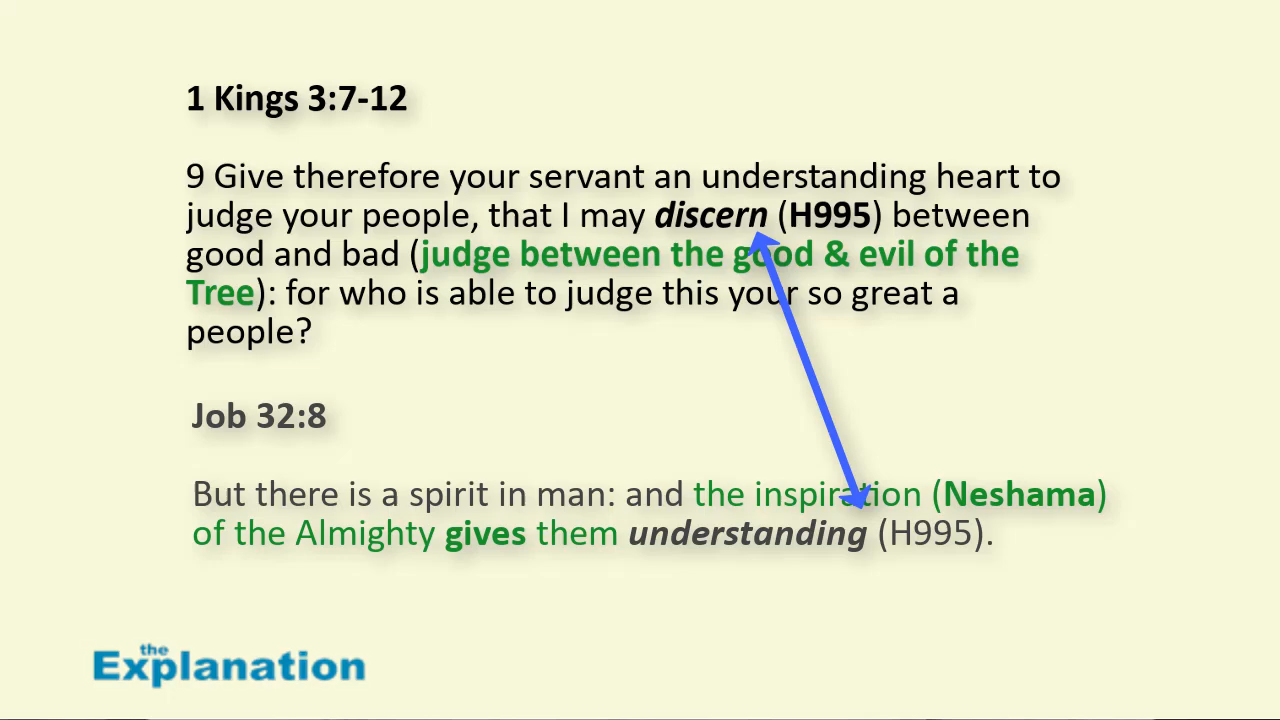 1 Kings 3:7-12
9 Give therefore your servant an understanding heart to
judge your people, that I may discern (H995) between
good and bad (judge between the good & evil of the
Tree): for who is able to judge this your so great a
people?
Job 32:8
But there is a spirit in man: and the inspiration (Neshama)
of the Almighty gives them understanding (H995).
the
Explanation